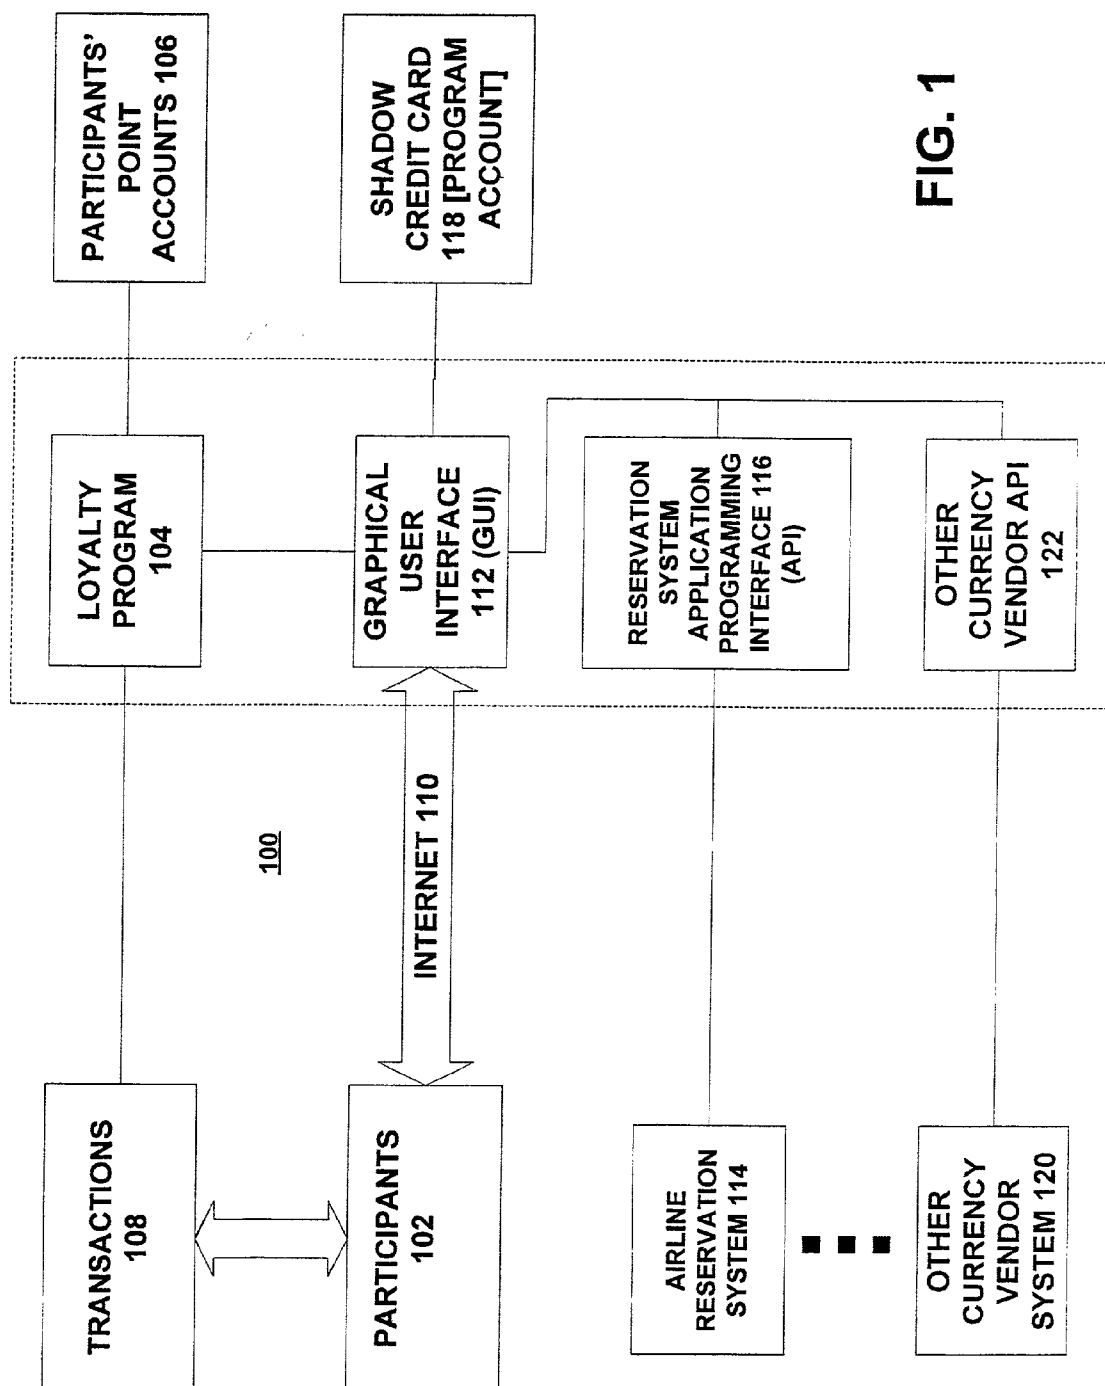 TRANSACTIONS
108
PARTICIPANTS
102
AIRLINE
RESERVATION
SYSTEM 114
OTHER
CURRENCY
VENDOR
SYSTEM 120
100
INTERNET 110
LOYALTY
PROGRAM
104
GRAPHICAL
USER
INTERFACE
112 (GUI)
RESERVATION
SYSTEM
APPLICATION
PROGRAMMING
INTERFACE 116
(API)
OTHER
CURRENCY
VENDOR API
122
PARTICIPANTS'
POINT
ACCOUNTS 106
SHADOW
CREDIT CARD
118 [PROGRAM
ACCOUNT]
FIG. 1